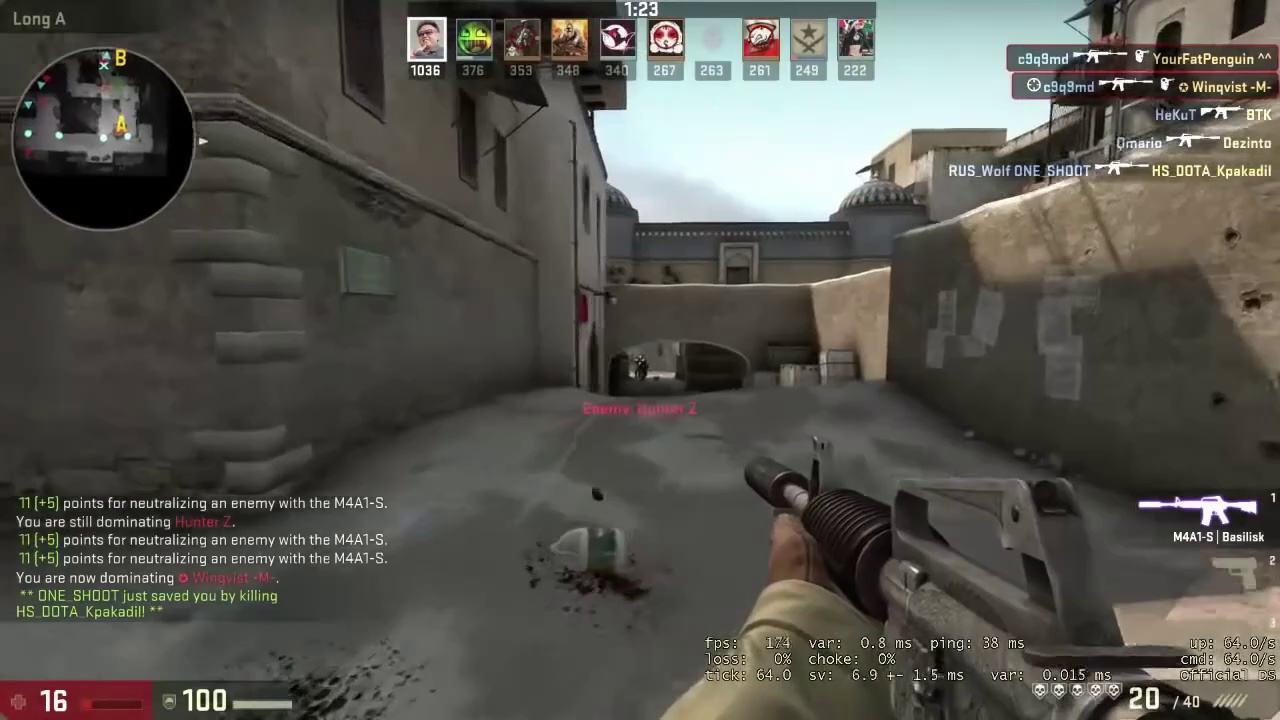 Long A
1:23
1036 376 353 348 340 267 263 261 249 222
B
A
c9q9md YourFatPenguin ^^
c9q9md Winqvist -M-
HeKuT BTK
Qmario Dezinto
RUS_Wolf ONE_SHOOT HS_DOTA_Kpakadil
Enemy: Hunter Z
11 (+5) points for neutralizing an enemy with the M4A1-S.
You are still dominating Hunter Z.
11 (+5) points for neutralizing an enemy with the M4A1-S.
11 (+5) points for neutralizing an enemy with the M4A1-S.
You are now dominating Winqvist -M-.
** ONE_SHOOT just saved you by killing
HS_DOTA_Kpakadil! **
1
M4A1-S | Basilisk
2
3
fps: 174 var: 0.8 ms ping: 38 ms
loss: 0% choke: 0%
tick: 64.0 sv: 6.9 +- 1.5 ms var: 0.015 ms
up: 64.0/s
cmd: 64.0/s
Official DS
16 100
20 / 40